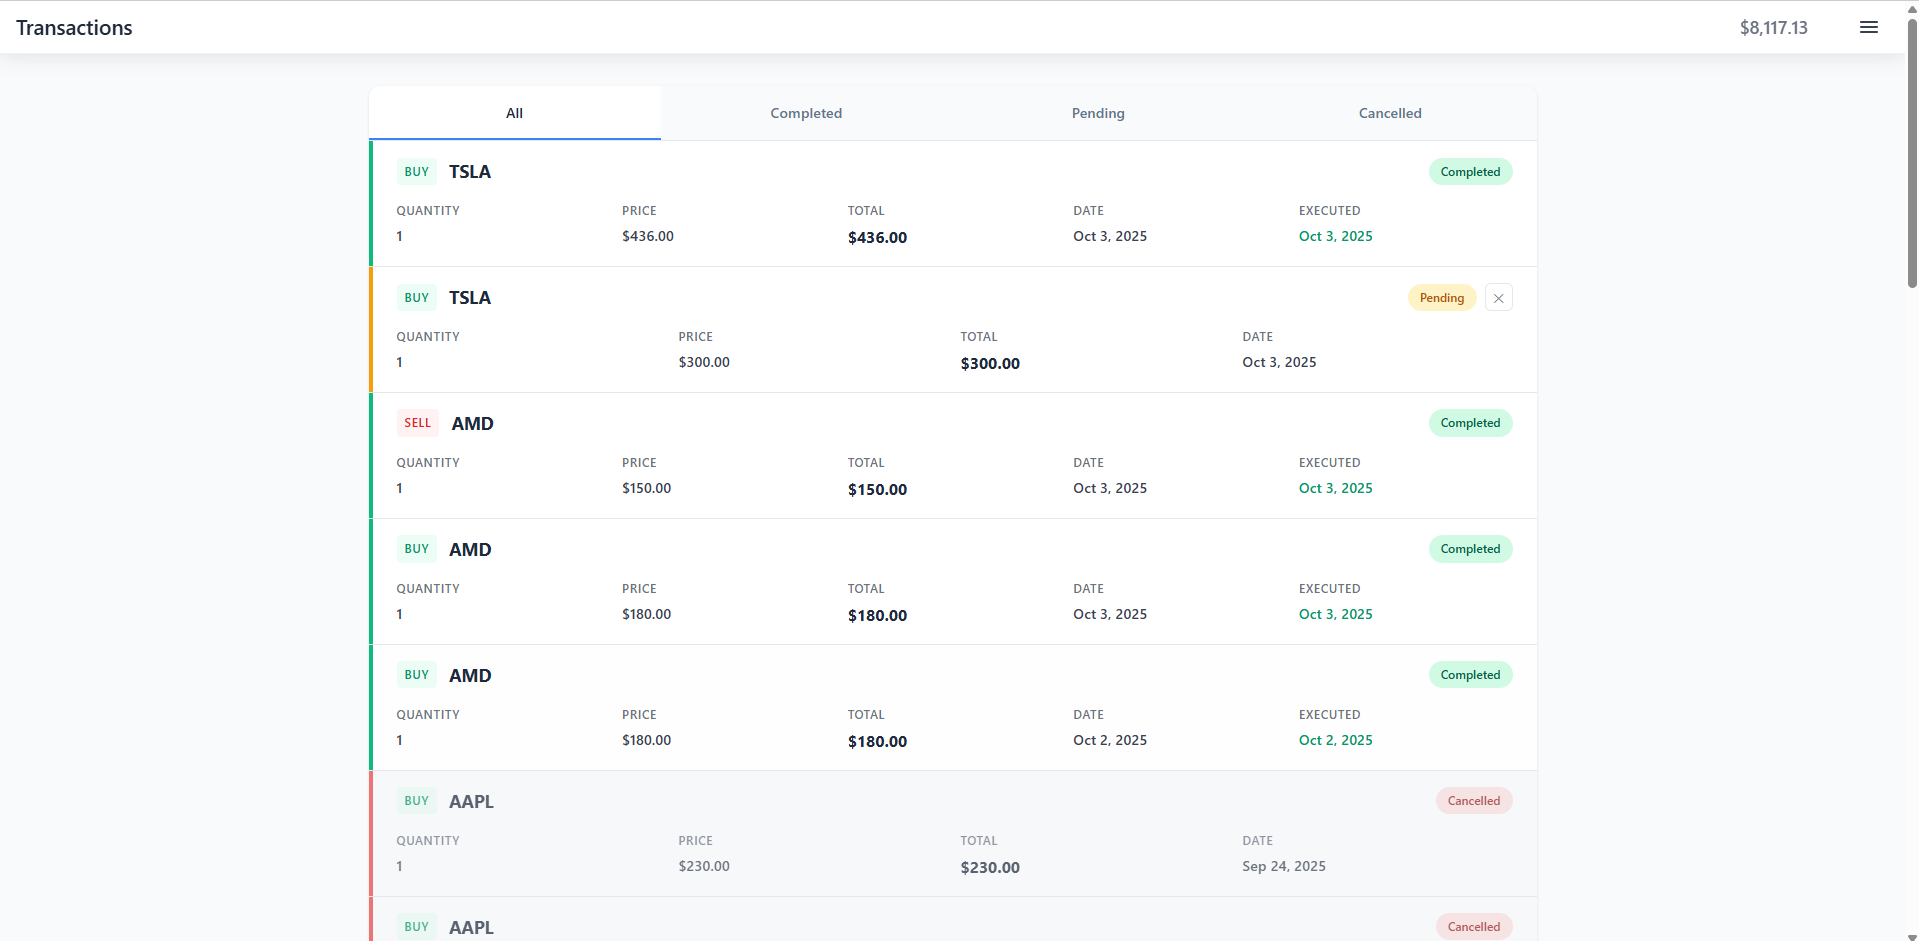 Transactions $8,117.13
All Completed Pending Cancelled
BUY TSLA Completed
QUANTITY PRICE TOTAL DATE EXECUTED
1 $436.00 $436.00 Oct 3, 2025 Oct 3, 2025
BUY TSLA Pending
QUANTITY PRICE TOTAL DATE
1 $300.00 $300.00 Oct 3, 2025
SELL AMD Completed
QUANTITY PRICE TOTAL DATE EXECUTED
1 $150.00 $150.00 Oct 3, 2025 Oct 3, 2025
BUY AMD Completed
QUANTITY PRICE TOTAL DATE EXECUTED
1 $180.00 $180.00 Oct 3, 2025 Oct 3, 2025
BUY AMD Completed
QUANTITY PRICE TOTAL DATE EXECUTED
1 $180.00 $180.00 Oct 2, 2025 Oct 2, 2025
BUY AAPL Cancelled
QUANTITY PRICE TOTAL DATE
1 $230.00 $230.00 Sep 24, 2025
BUY AAPL Cancelled